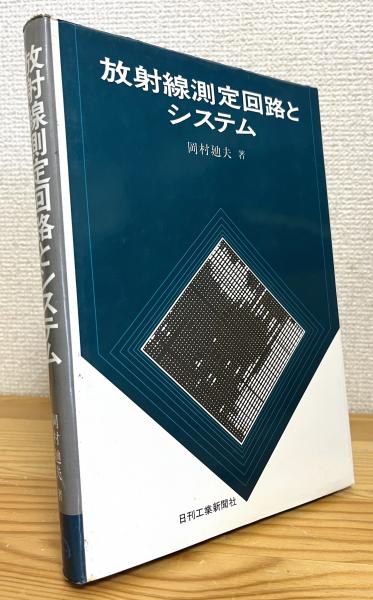 放射線測定回路と
システム
岡村廸夫 著
日刊工業新聞社
放射線測定回路とシステム
岡村廸夫 著